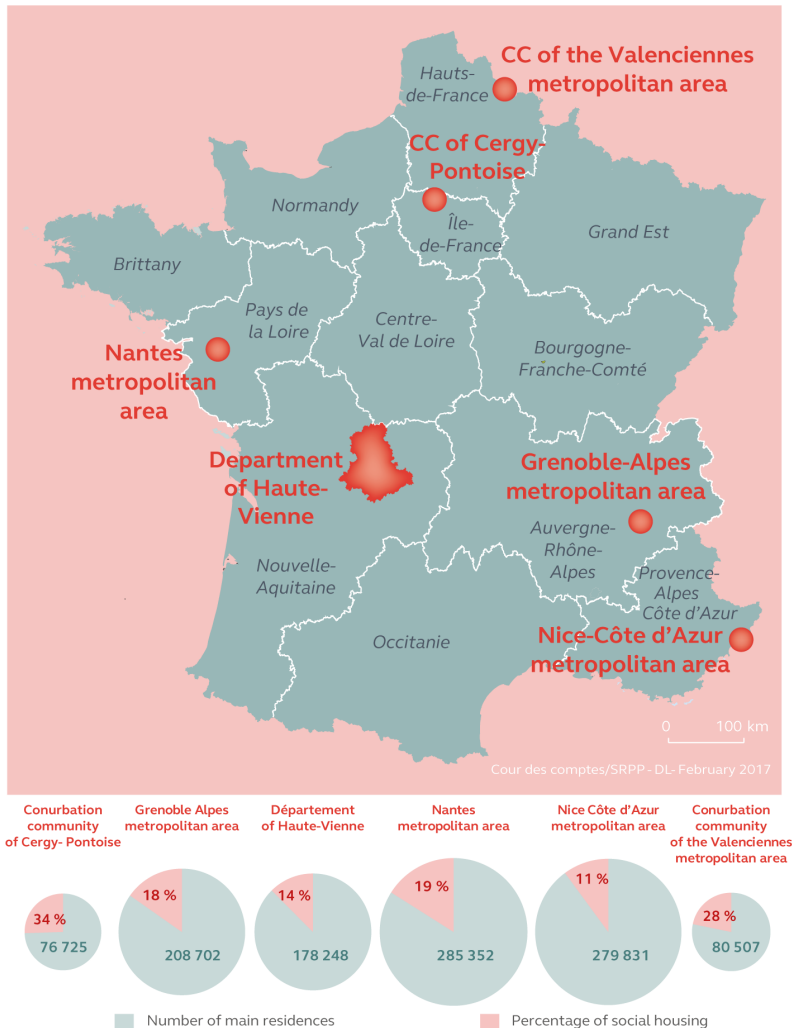 CC of the Valenciennes
metropolitan area
Hauts-
de-France
CC of Cergy-
Pontoise
Normandy
Île-
de-France
Grand Est
Brittany
Pays de
la Loire
Centre-
Val de Loire
Bourgogne-
Franche-Comté
Nantes
metropolitan
area
Department
of Haute-
Vienne
Grenoble-Alpes
metropolitan area
Auvergne-
Rhône-
Alpes
Nouvelle-
Aquitaine
Provence-
Alpes
Côte d'Azur
Occitanie
Nice-Côte d'Azur
metropolitan area
0 100 km
Cour des comptes/SRPP - DL- February 2017
Conurbation
community
of Cergy- Pontoise
34 %
76 725
Grenoble Alpes
metropolitan area
18 %
208 702
Département
of Haute-Vienne
14 %
178 248
Nantes
metropolitan area
19 %
285 352
Nice Côte d'Azur
metropolitan area
11 %
279 831
Conurbation
community
of the Valenciennes
metropolitan area
28 %
80 507
Number of main residences
Percentage of social housing